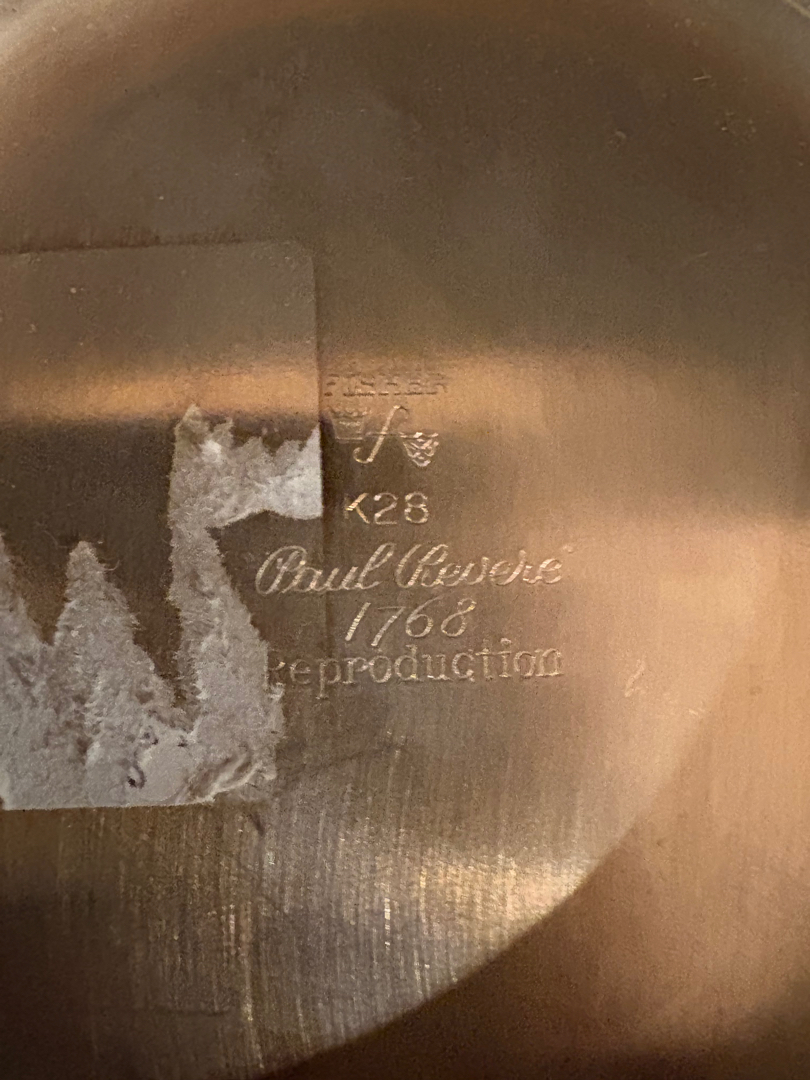 FISHER
K28
"Paul Revere"
1768
Reproduction